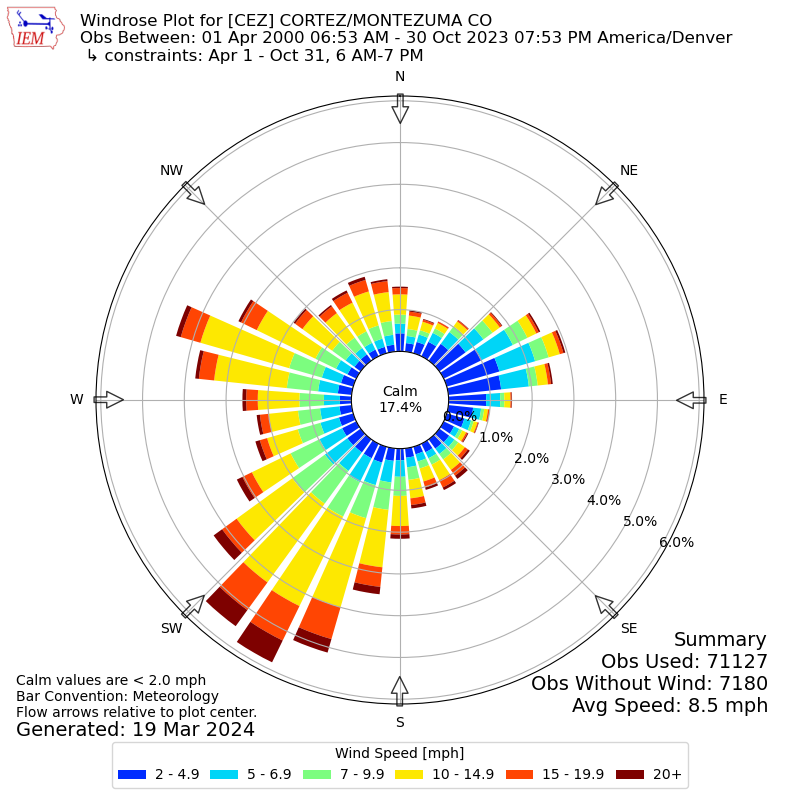 IEM
Windrose Plot for [CEZ] CORTEZ/MONTEZUMA CO
Obs Between: 01 Apr 2000 06:53 AM - 30 Oct 2023 07:53 PM America/Denver
↳ constraints: Apr 1 - Oct 31, 6 AM-7 PM
N
NW
NE
W
Calm
17.4%
E
0.0%
1.0%
2.0%
3.0%
4.0%
5.0%
6.0%
SW
SE
S
Summary
Obs Used: 71127
Obs Without Wind: 7180
Avg Speed: 8.5 mph
Calm values are < 2.0 mph
Bar Convention: Meteorology
Flow arrows relative to plot center.
Generated: 19 Mar 2024
Wind Speed [mph]
2 - 4.9 5 - 6.9 7 - 9.9 10 - 14.9 15 - 19.9 20+